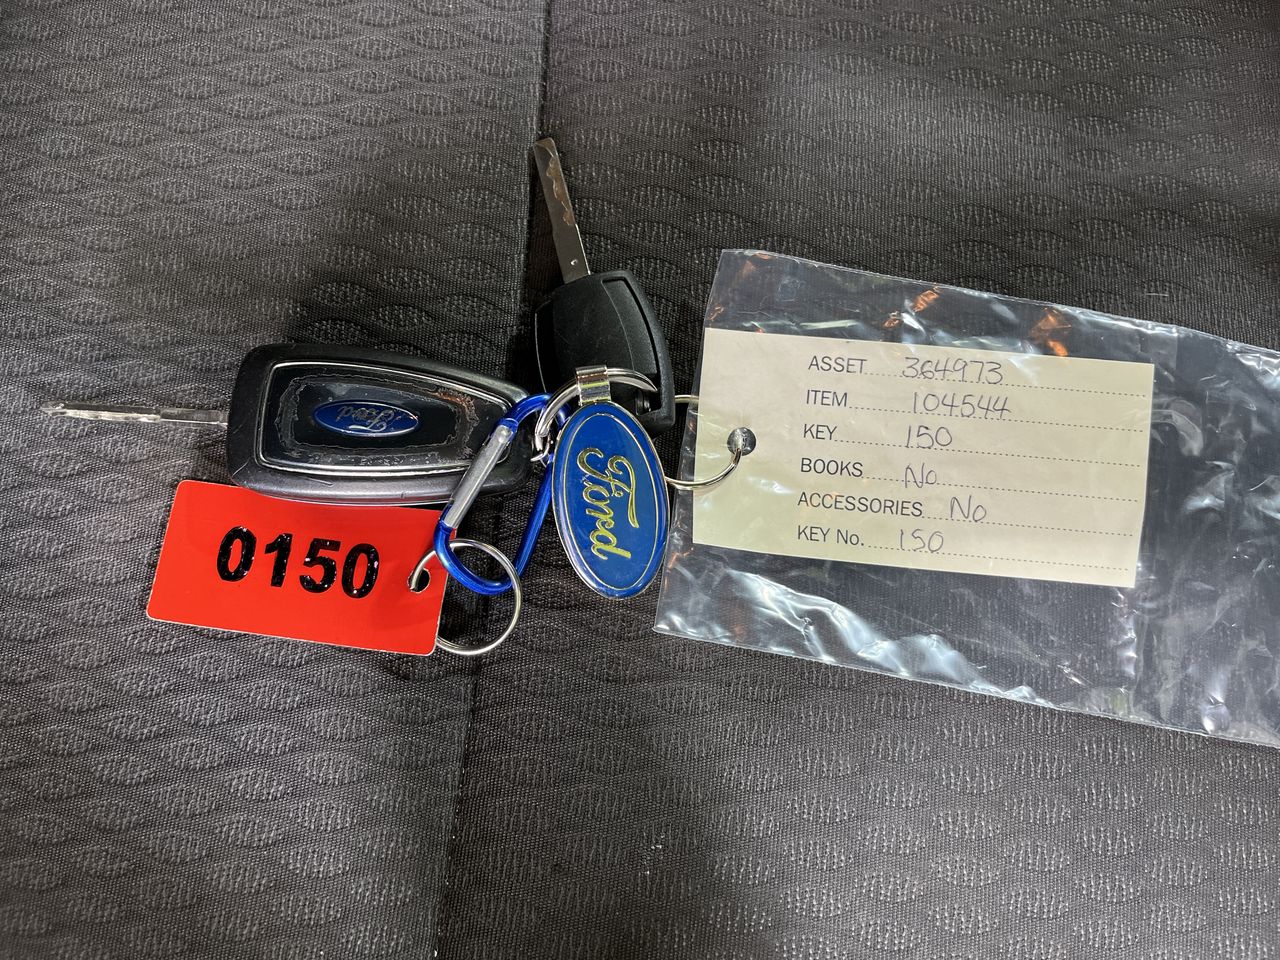 Ford
0150
Ford
ASSET 364973
ITEM 104544
KEY 150
BOOKS No
ACCESSORIES No
KEY No. 150